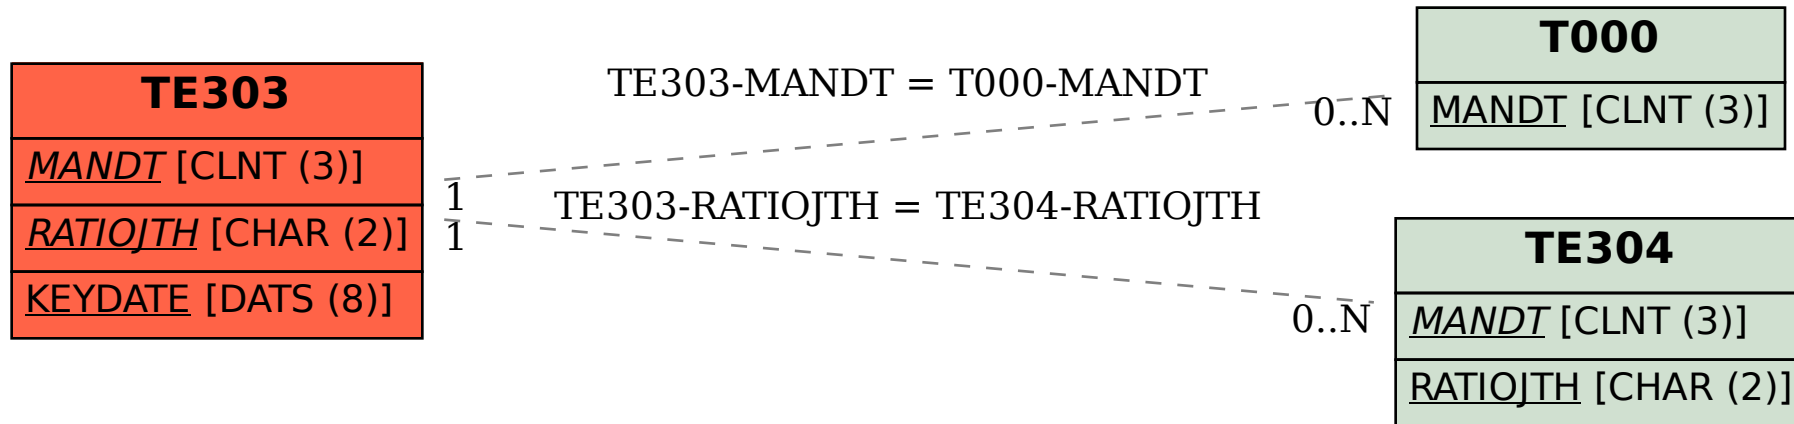 TE303
MANDT [CLNT (3)]
RATIOJTH [CHAR (2)]
KEYDATE [DATS (8)]
TE303-MANDT = T000-MANDT
0..N
1
TE303-RATIOJTH = TE304-RATIOJTH
1
0..N
T000
MANDT [CLNT (3)]
TE304
MANDT [CLNT (3)]
RATIOJTH [CHAR (2)]